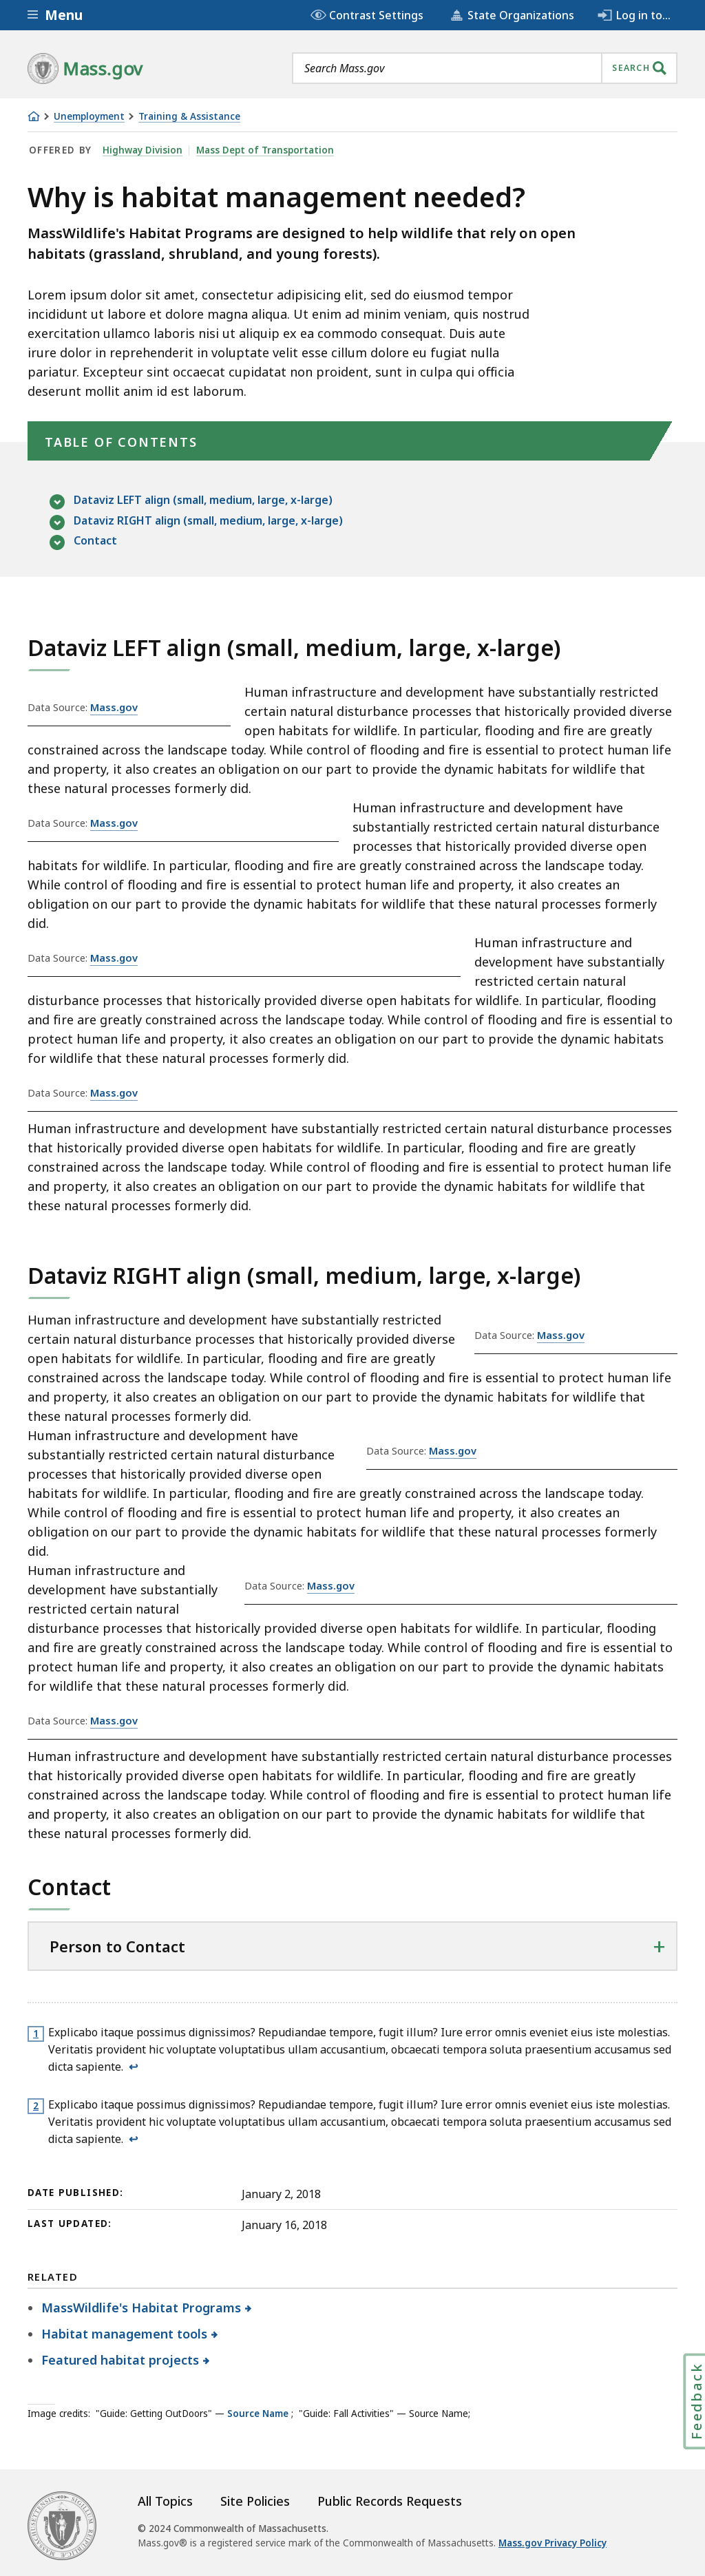 Menu
Contrast Settings
State Organizations
Log in to...
Mass.gov
Search Mass.gov
SEARCH
Unemployment
Training & Assistance
OFFERED BY Highway Division Mass Dept of Transportation
Why is habitat management needed?
MassWildlife's Habitat Programs are designed to help wildlife that rely on open
habitats (grassland, shrubland, and young forests).
Lorem ipsum dolor sit amet, consectetur adipisicing elit, sed do eiusmod tempor
incididunt ut labore et dolore magna aliqua. Ut enim ad minim veniam, quis nostrud
exercitation ullamco laboris nisi ut aliquip ex ea commodo consequat. Duis aute
irure dolor in reprehenderit in voluptate velit esse cillum dolore eu fugiat nulla
pariatur. Excepteur sint occaecat cupidatat non proident, sunt in culpa qui officia
deserunt mollit anim id est laborum.
TABLE OF CONTENTS
Dataviz LEFT align (small, medium, large, x-large)
Dataviz RIGHT align (small, medium, large, x-large)
Contact
Dataviz LEFT align (small, medium, large, x-large)
Data Source: Mass.gov
Human infrastructure and development have substantially restricted
certain natural disturbance processes that historically provided diverse
open habitats for wildlife. In particular, flooding and fire are greatly
constrained across the landscape today. While control of flooding and fire is essential to protect human life
and property, it also creates an obligation on our part to provide the dynamic habitats for wildlife that
these natural processes formerly did.
Data Source: Mass.gov
Human infrastructure and development have
substantially restricted certain natural disturbance
processes that historically provided diverse open
habitats for wildlife. In particular, flooding and fire are greatly constrained across the landscape today.
While control of flooding and fire is essential to protect human life and property, it also creates an
obligation on our part to provide the dynamic habitats for wildlife that these natural processes formerly
did.
Data Source: Mass.gov
Human infrastructure and
development have substantially
restricted certain natural
disturbance processes that historically provided diverse open habitats for wildlife. In particular, flooding
and fire are greatly constrained across the landscape today. While control of flooding and fire is essential to
protect human life and property, it also creates an obligation on our part to provide the dynamic habitats
for wildlife that these natural processes formerly did.
Data Source: Mass.gov
Human infrastructure and development have substantially restricted certain natural disturbance processes
that historically provided diverse open habitats for wildlife. In particular, flooding and fire are greatly
constrained across the landscape today. While control of flooding and fire is essential to protect human life
and property, it also creates an obligation on our part to provide the dynamic habitats for wildlife that
these natural processes formerly did.
Dataviz RIGHT align (small, medium, large, x-large)
Human infrastructure and development have substantially restricted
certain natural disturbance processes that historically provided diverse
open habitats for wildlife. In particular, flooding and fire are greatly
Data Source: Mass.gov
constrained across the landscape today. While control of flooding and fire is essential to protect human life
and property, it also creates an obligation on our part to provide the dynamic habitats for wildlife that
these natural processes formerly did.
Human infrastructure and development have
substantially restricted certain natural disturbance
processes that historically provided diverse open
Data Source: Mass.gov
habitats for wildlife. In particular, flooding and fire are greatly constrained across the landscape today.
While control of flooding and fire is essential to protect human life and property, it also creates an
obligation on our part to provide the dynamic habitats for wildlife that these natural processes formerly
did.
Human infrastructure and
development have substantially
restricted certain natural
Data Source: Mass.gov
disturbance processes that historically provided diverse open habitats for wildlife. In particular, flooding
and fire are greatly constrained across the landscape today. While control of flooding and fire is essential to
protect human life and property, it also creates an obligation on our part to provide the dynamic habitats
for wildlife that these natural processes formerly did.
Data Source: Mass.gov
Human infrastructure and development have substantially restricted certain natural disturbance processes
that historically provided diverse open habitats for wildlife. In particular, flooding and fire are greatly
constrained across the landscape today. While control of flooding and fire is essential to protect human life
and property, it also creates an obligation on our part to provide the dynamic habitats for wildlife that
these natural processes formerly did.
Contact
Person to Contact
+
1 Explicabo itaque possimus dignissimos? Repudiandae tempore, fugit illum? Iure error omnis eveniet eius iste molestias.
Veritatis provident hic voluptate voluptatibus ullam accusantium, obcaecati tempora soluta praesentium accusamus sed
dicta sapiente. ↩
2 Explicabo itaque possimus dignissimos? Repudiandae tempore, fugit illum? Iure error omnis eveniet eius iste molestias.
Veritatis provident hic voluptate voluptatibus ullam accusantium, obcaecati tempora soluta praesentium accusamus sed
dicta sapiente. ↩
DATE PUBLISHED: January 2, 2018
LAST UPDATED: January 16, 2018
RELATED
MassWildlife's Habitat Programs
Habitat management tools
Featured habitat projects
Feedback
Image credits: "Guide: Getting OutDoors" — Source Name ; "Guide: Fall Activities" — Source Name;
All Topics Site Policies Public Records Requests
© 2024 Commonwealth of Massachusetts.
Mass.gov® is a registered service mark of the Commonwealth of Massachusetts. Mass.gov Privacy Policy